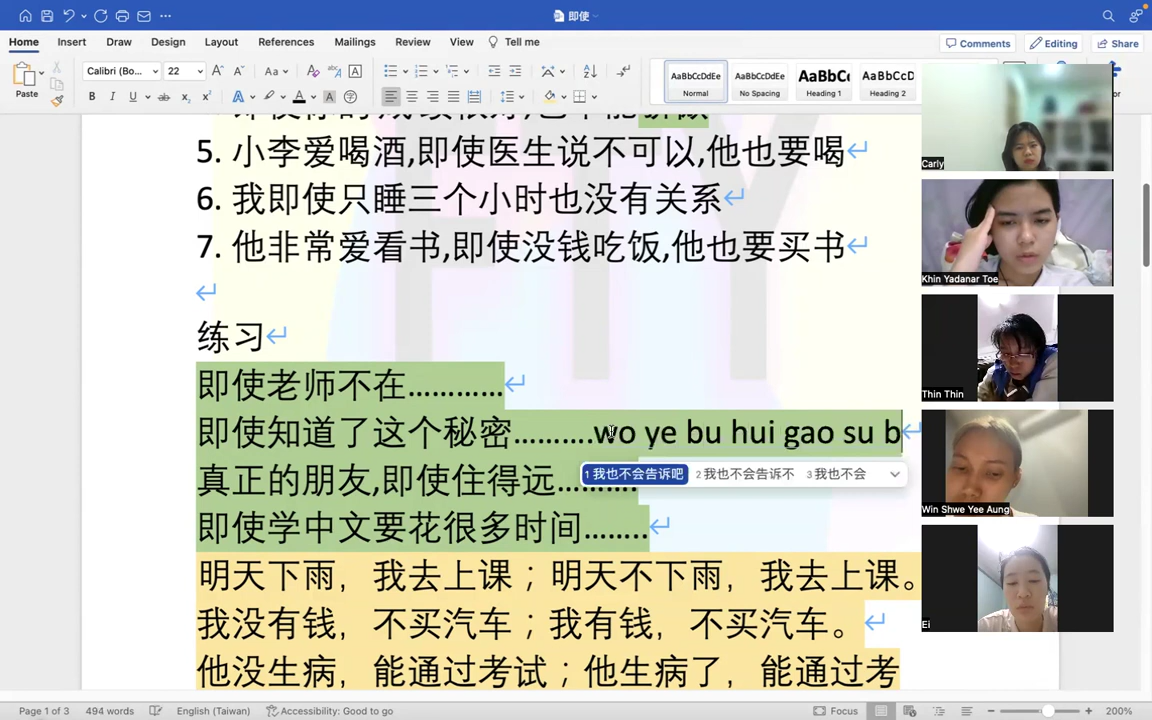 即使
Home Insert Draw Design Layout References Mailings Review View Tell me
Comments Editing Share
Paste Calibri (Bo... 22
B I U
AaBbCcDdEe AaBbCcDdEe AaBbCc AaBbCcD
Normal No Spacing Heading 1 Heading 2
5. 小李爱喝酒,即使医生说不可以,他也要喝
6. 我即使只睡三个小时也没有关系
7. 他非常爱看书,即使没钱吃饭,他也要买书
练习
即使老师不在…………
即使知道了这个秘密……….wo ye bu hui gao su b
1 我也不会告诉吧 2 我也不会告诉不 3 我也不会
真正的朋友,即使住得远……….
即使学中文要花很多时间……..
明天下雨，我去上课；明天不下雨，我去上课。
我没有钱，不买汽车；我有钱，不买汽车。
他没生病，能通过考试；他生病了，能通过考
Carly
Khin Yadanar Toe
Thin Thin
Win Shwe Yee Aung
Ei
Page 1 of 3 494 words English (Taiwan) Accessibility: Good to go Focus 200%